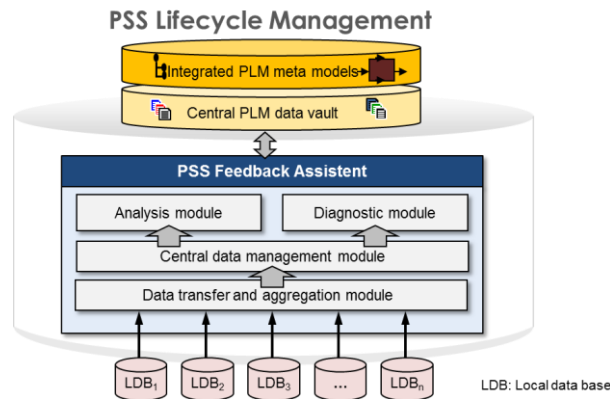 PSS Lifecycle Management
Integrated PLM meta models
Central PLM data vault
PSS Feedback Assistent
Analysis module
Diagnostic module
Central data management module
Data transfer and aggregation module
LDB1
LDB2
LDB3
...
LDBn
LDB: Local data base